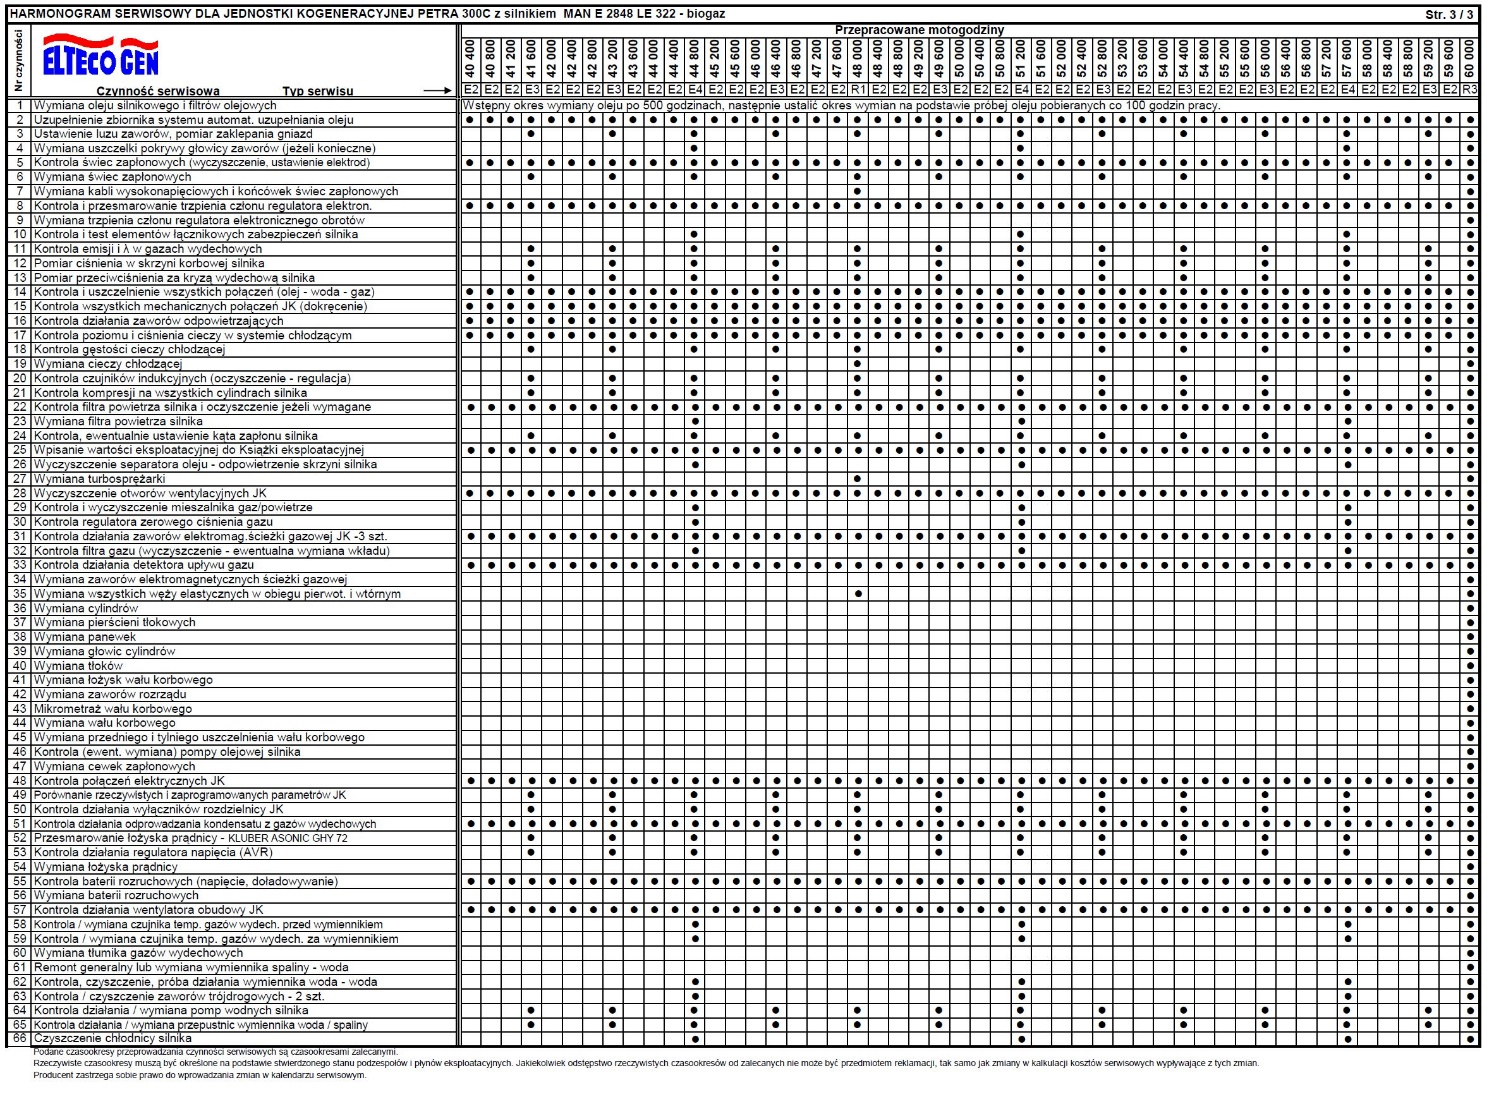 HARMONOGRAM SERWISOWY DLA JEDNOSTKI KOGENERACYJNEJ PETRA 300C z silnikiem MAN E 2848 LE 322 - biogaz Str. 3 / 3
Nr czynności
ELTECO GEN
Czynność serwisowa Typ serwisu
Przepracowane motogodziny
40 400 40 800 41 200 41 600 42 000 42 400 42 800 43 200 43 600 44 000 44 400 44 800 45 200 45 600 46 000 46 400 46 800 47 200 47 600 48 000 48 400 48 800 49 200 49 600 50 000 50 400 50 800 51 200 51 600 52 000 52 400 52 800 53 200 53 600 54 000 54 400 54 800 55 200 55 600 56 000 56 400 56 800 57 200 57 600 58 000 58 400 58 800 59 200 59 600 60 000
E2 E2 E2 E3 E2 E2 E2 E3 E2 E2 E2 E4 E2 E2 E2 E3 E2 E2 E2 R1 E2 E2 E2 E3 E2 E2 E2 E4 E2 E2 E2 E3 E2 E2 E2 E3 E2 E2 E2 E3 E2 E2 E2 E4 E2 E2 E2 E3 E2 R3
1 Wymiana oleju silnikowego i filtrów olejowych Wstępny okres wymiany oleju po 500 godzinach, następnie ustalić okres wymian na podstawie próbej oleju pobieranych co 100 godzin pracy.
2 Uzupełnienie zbiornika systemu automat. uzupełniania oleju
3 Ustawienie luzu zaworów, pomiar zaklepania gniazd
4 Wymiana uszczelki pokrywy głowicy zaworów (jeżeli konieczne)
5 Kontrola świec zapłonowych (wyczyszczenie, ustawienie elektrod)
6 Wymiana świec zapłonowych
7 Wymiana kabli wysokonapięciowych i końcówek świec zapłonowych
8 Kontrola i przesmarowanie trzpienia członu regulatora elektron.
9 Wymiana trzpienia członu regulatora elektronicznego obrotów
10 Kontrola i test elementów łącznikowych zabezpieczeń silnika
11 Kontrola emisji i λ w gazach wydechowych
12 Pomiar ciśnienia w skrzyni korbowej silnika
13 Pomiar przeciwciśnienia za kryzą wydechową silnika
14 Kontrola i uszczelnienie wszystkich połączeń (olej - woda - gaz)
15 Kontrola wszystkich mechanicznych połączeń JK (dokręcenie)
16 Kontrola działania zaworów odpowietrzających
17 Kontrola poziomu i ciśnienia cieczy w systemie chłodzącym
18 Kontrola gęstości cieczy chłodzącej
19 Wymiana cieczy chłodzącej
20 Kontrola czujników indukcyjnych (oczyszczenie - regulacja)
21 Kontrola kompresji na wszystkich cylindrach silnika
22 Kontrola filtra powietrza silnika i oczyszczenie jeżeli wymagane
23 Wymiana filtra powietrza silnika
24 Kontrola, ewentualnie ustawienie kąta zapłonu silnika
25 Wpisanie wartości eksploatacyjnej do Książki eksploatacyjnej
26 Wyczyszczenie separatora oleju - odpowietrzenie skrzyni silnika
27 Wymiana turbosprężarki
28 Wyczyszczenie otworów wentylacyjnych JK
29 Kontrola i wyczyszczenie mieszalnika gaz/powietrze
30 Kontrola regulatora zerowego ciśnienia gazu
31 Kontrola działania zaworów elektromag.ścieżki gazowej JK -3 szt.
32 Kontrola filtra gazu (wyczyszczenie - ewentualna wymiana wkładu)
33 Kontrola działania detektora upływu gazu
34 Wymiana zaworów elektromagnetycznych ścieżki gazowej
35 Wymiana wszystkich węży elastycznych w obiegu pierwot. i wtórnym
36 Wymiana cylindrów
37 Wymiana pierścieni tłokowych
38 Wymiana panewek
39 Wymiana głowic cylindrów
40 Wymiana tłoków
41 Wymiana łożysk wału korbowego
42 Wymiana zaworów rozrządu
43 Mikrometraż wału korbowego
44 Wymiana wału korbowego
45 Wymiana przedniego i tylniego uszczelnienia wału korbowego
46 Kontrola (ewent. wymiana) pompy olejowej silnika
47 Wymiana cewek zapłonowych
48 Kontrola połączeń elektrycznych JK
49 Porównanie rzeczywistych i zaprogramowanych parametrów JK
50 Kontrola działania wyłączników rozdzielnicy JK
51 Kontrola działania odprowadzania kondensatu z gazów wydechowych
52 Przesmarowanie łożyska prądnicy - KLUBER ASONIC GHY 72
53 Kontrola działania regulatora napięcia (AVR)
54 Wymiana łożyska prądnicy
55 Kontrola baterii rozruchowych (napięcie, doładowywanie)
56 Wymiana baterii rozruchowych
57 Kontrola działania wentylatora obudowy JK
58 Kontrola / wymiana czujnika temp. gazów wydech. przed wymiennikiem
59 Kontrola / wymiana czujnika temp. gazów wydech. za wymiennikiem
60 Wymiana tłumika gazów wydechowych
61 Remont generalny lub wymiana wymiennika spaliny - woda
62 Kontrola, czyszczenie, próba działania wymiennika woda - woda
63 Kontrola / czyszczenie zaworów trójdrogowych - 2 szt.
64 Kontrola działania / wymiana pomp wodnych silnika
65 Kontrola działania / wymiana przepustnic wymiennika woda / spaliny
66 Czyszczenie chłodnicy silnika
Podane czasookresy przeprowadzania czynności serwisowych są czasookresami zalecanymi.
Rzeczywiste czasookresy muszą być określone na podstawie stwierdzonego stanu podzespołów i płynów eksploatacyjnych. Jakiekolwiek odstępstwo rzeczywistych czasookresów od zalecanych nie może być przedmiotem reklamacji, tak samo jak zmiany w kalkulacji kosztów serwisowych wypływające z tych zmian.
Producent zastrzega sobie prawo do wprowadzania zmian w kalendarzu serwisowym.